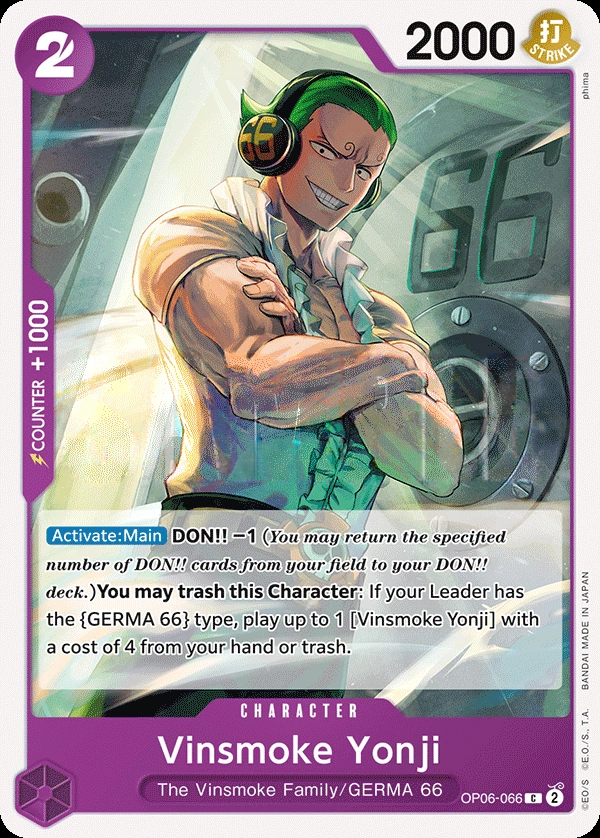 2
2000
打
STRIKE
phima
66
66
COUNTER +1000
Activate:Main DON!! −1 (You may return the specified
number of DON!! cards from your field to your DON!!
deck.)You may trash this Character: If your Leader has
the {GERMA 66} type, play up to 1 [Vinsmoke Yonji] with
a cost of 4 from your hand or trash.
CHARACTER
Vinsmoke Yonji
The Vinsmoke Family/GERMA 66
OP06-066 C 2
©EO/S ©E.O./S., T.A. BANDAI MADE IN JAPAN